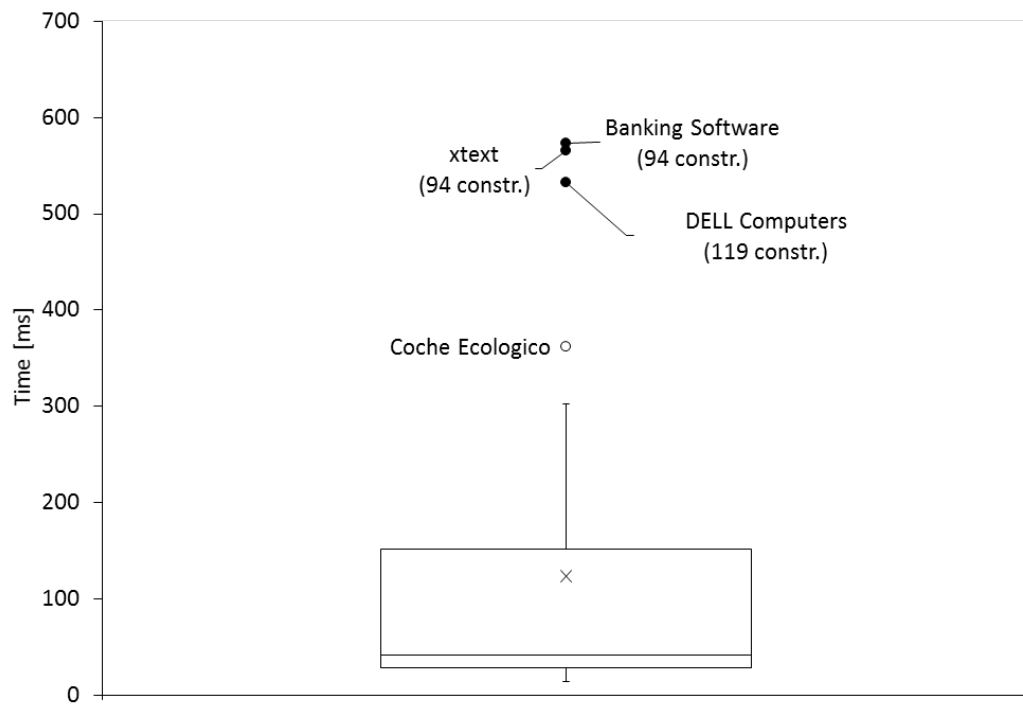 700
600
500
400
300
200
100
0
Time [ms]
Banking Software
(94 constr.)
xtext
(94 constr.)
DELL Computers
(119 constr.)
Coche Ecologico